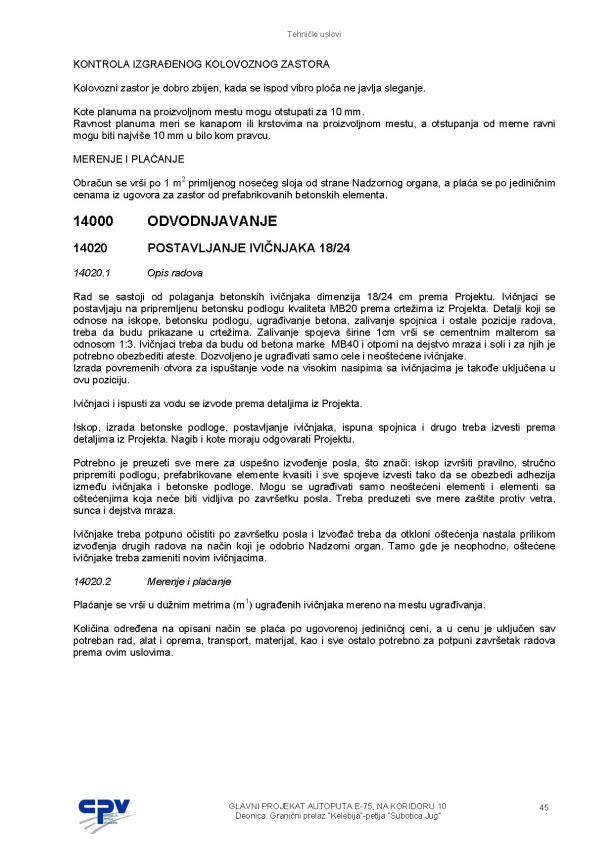 Tehnički uslovi
KONTROLA IZGRAĐENOG KOLOVOZNOG ZASTORA
Kolovozni zastor je dobro zbijen, kada se ispod vibro ploča ne javlja sleganje.
Kote planuma na proizvoljnom mestu mogu otstupati za 10 mm.
Ravnost planuma meri se kanapom ili krstovima na proizvoljnom mestu, a otstupanja od merne ravni
mogu biti najviše 10 mm u bilo kom pravcu.
MERENJE I PLAĆANJE
Obračun se vrši po 1 m² primljenog nosećeg sloja od strane Nadzornog organa, a plaća se po jediničnim
cenama iz ugovora za zastor od prefabrikovanih betonskih elementa.
14000 ODVODNJAVANJE
14020 POSTAVLJANJE IVIČNJAKA 18/24
14020.1 Opis radova
Rad se sastoji od polaganja betonskih ivičnjaka dimenzija 18/24 cm prema Projektu. Ivičnjaci se
postavljaju na pripremljenu betonsku podlogu kvaliteta MB20 prema crtežima iz Projekta. Detalji koji se
odnose na iskope, betonsku podlogu, ugrađivanje betona, zalivanje spojnica i ostale pozicije radova,
treba da budu prikazane u crtežima. Zalivanje spojeva širine 1cm vrši se cementnim malterom sa
odnosom 1:3. Ivičnjaci treba da budu od betona marke MB40 i otporni na dejstvo mraza i soli i za njih je
potrebno obezbediti ateste. Dozvoljeno je ugrađivati samo cele i neoštećene ivičnjake.
Izrada povremenih otvora za ispuštanje vode na visokim nasipima sa ivičnjacima je takođe uključena u
ovu poziciju.
Ivičnjaci i ispusti za vodu se izvode prema detaljima iz Projekta.
Iskop, izrada betonske podloge, postavljanje ivičnjaka, ispuna spojnica i drugo treba izvesti prema
detaljima iz Projekta. Nagib i kote moraju odgovarati Projektu.
Potrebno je preuzeti sve mere za uspešno izvođenje posla, što znači: iskop izvršiti pravilno, stručno
pripremiti podlogu, prefabrikovane elemente kvasiti i sve spojeve izvesti tako da se obezbedi adhezija
između ivičnjaka i betonske podloge. Mogu se ugrađivati samo neoštećeni elementi i elementi sa
oštećenjima koja neće biti vidljiva po završetku posla. Treba preduzeti sve mere zaštite protiv vetra,
sunca i dejstva mraza.
Ivičnjake treba potpuno očistiti po završetku posla i Izvođač treba da otkloni oštećenja nastala prilikom
izvođenja drugih radova na način koji je odobrio Nadzorni organ. Tamo gde je neophodno, oštećene
ivičnjake treba zameniti novim ivičnjacima.
14020.2 Merenje i plaćanje
Plaćanje se vrši u dužnim metrima (m¹) ugrađenih ivičnjaka mereno na mestu ugrađivanja.
Količina određena na opisani način se plaća po ugovorenoj jediničnoj ceni, a u cenu je uključen sav
potreban rad, alat i oprema, transport, materijal, kao i sve ostalo potrebno za potpuni završetak radova
prema ovim uslovima.
CPV
GLAVNI PROJEKAT AUTOPUTA E-75, NA KORIDORU 10
Deonica: Granični prelaz "Kelebija"-petlja "Subotica Jug"
45